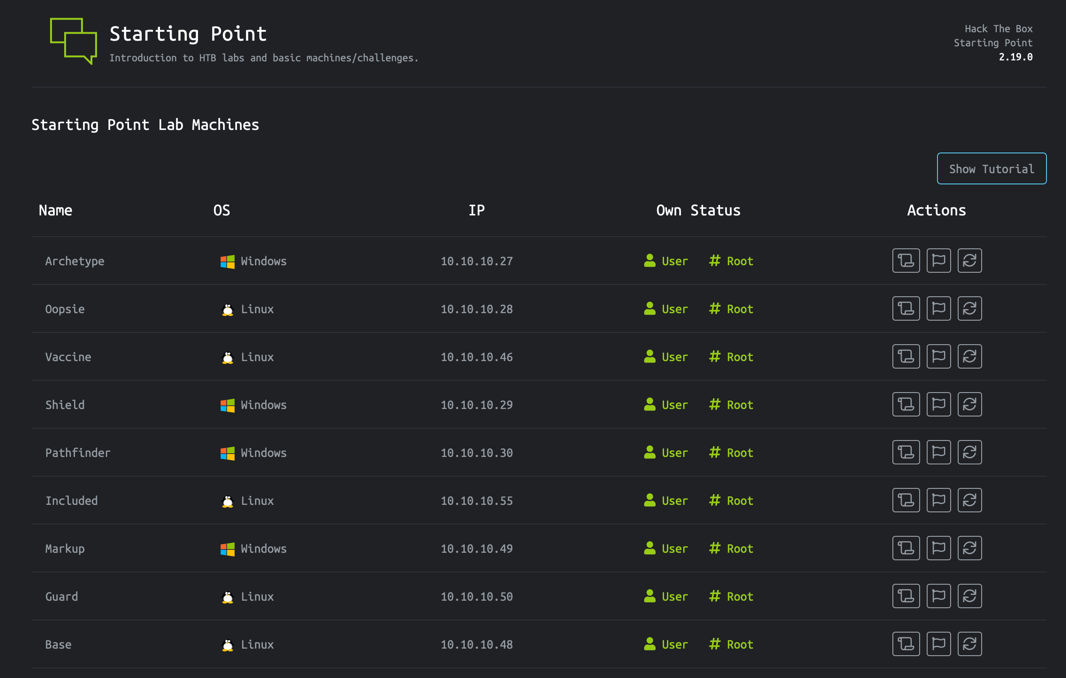 Starting Point
Introduction to HTB labs and basic machines/challenges.
Hack The Box
Starting Point
2.19.0
Starting Point Lab Machines
Show Tutorial
Name OS IP Own Status Actions
Archetype Windows 10.10.10.27 User # Root
Oopsie Linux 10.10.10.28 User # Root
Vaccine Linux 10.10.10.46 User # Root
Shield Windows 10.10.10.29 User # Root
Pathfinder Windows 10.10.10.30 User # Root
Included Linux 10.10.10.55 User # Root
Markup Windows 10.10.10.49 User # Root
Guard Linux 10.10.10.50 User # Root
Base Linux 10.10.10.48 User # Root